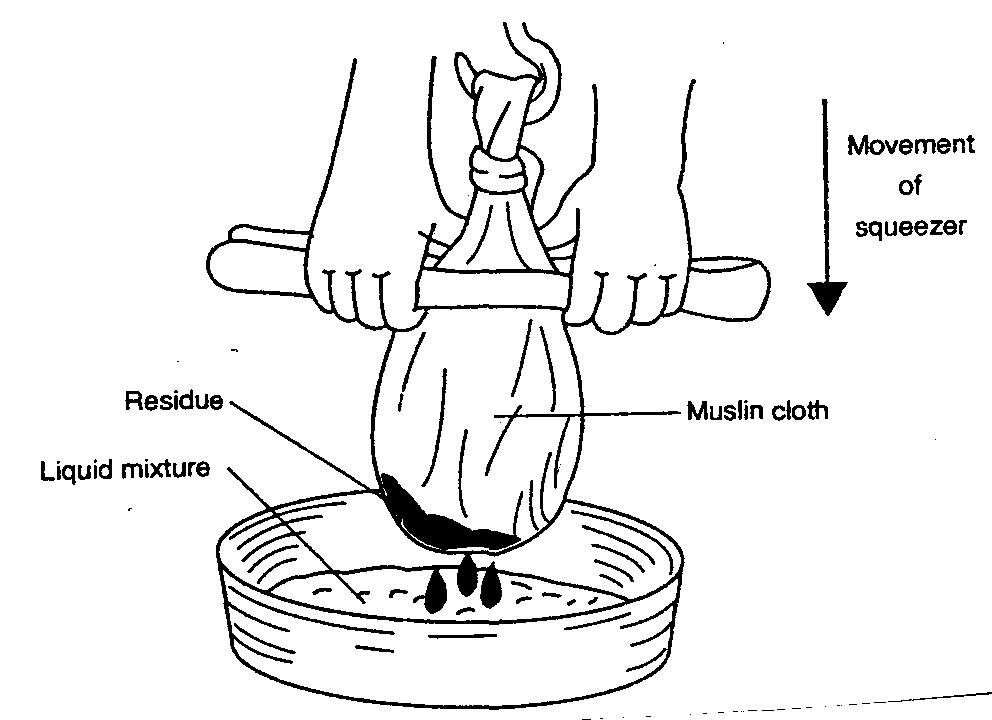 Movement
of
squeezer
Residue
Muslin cloth
Liquid mixture